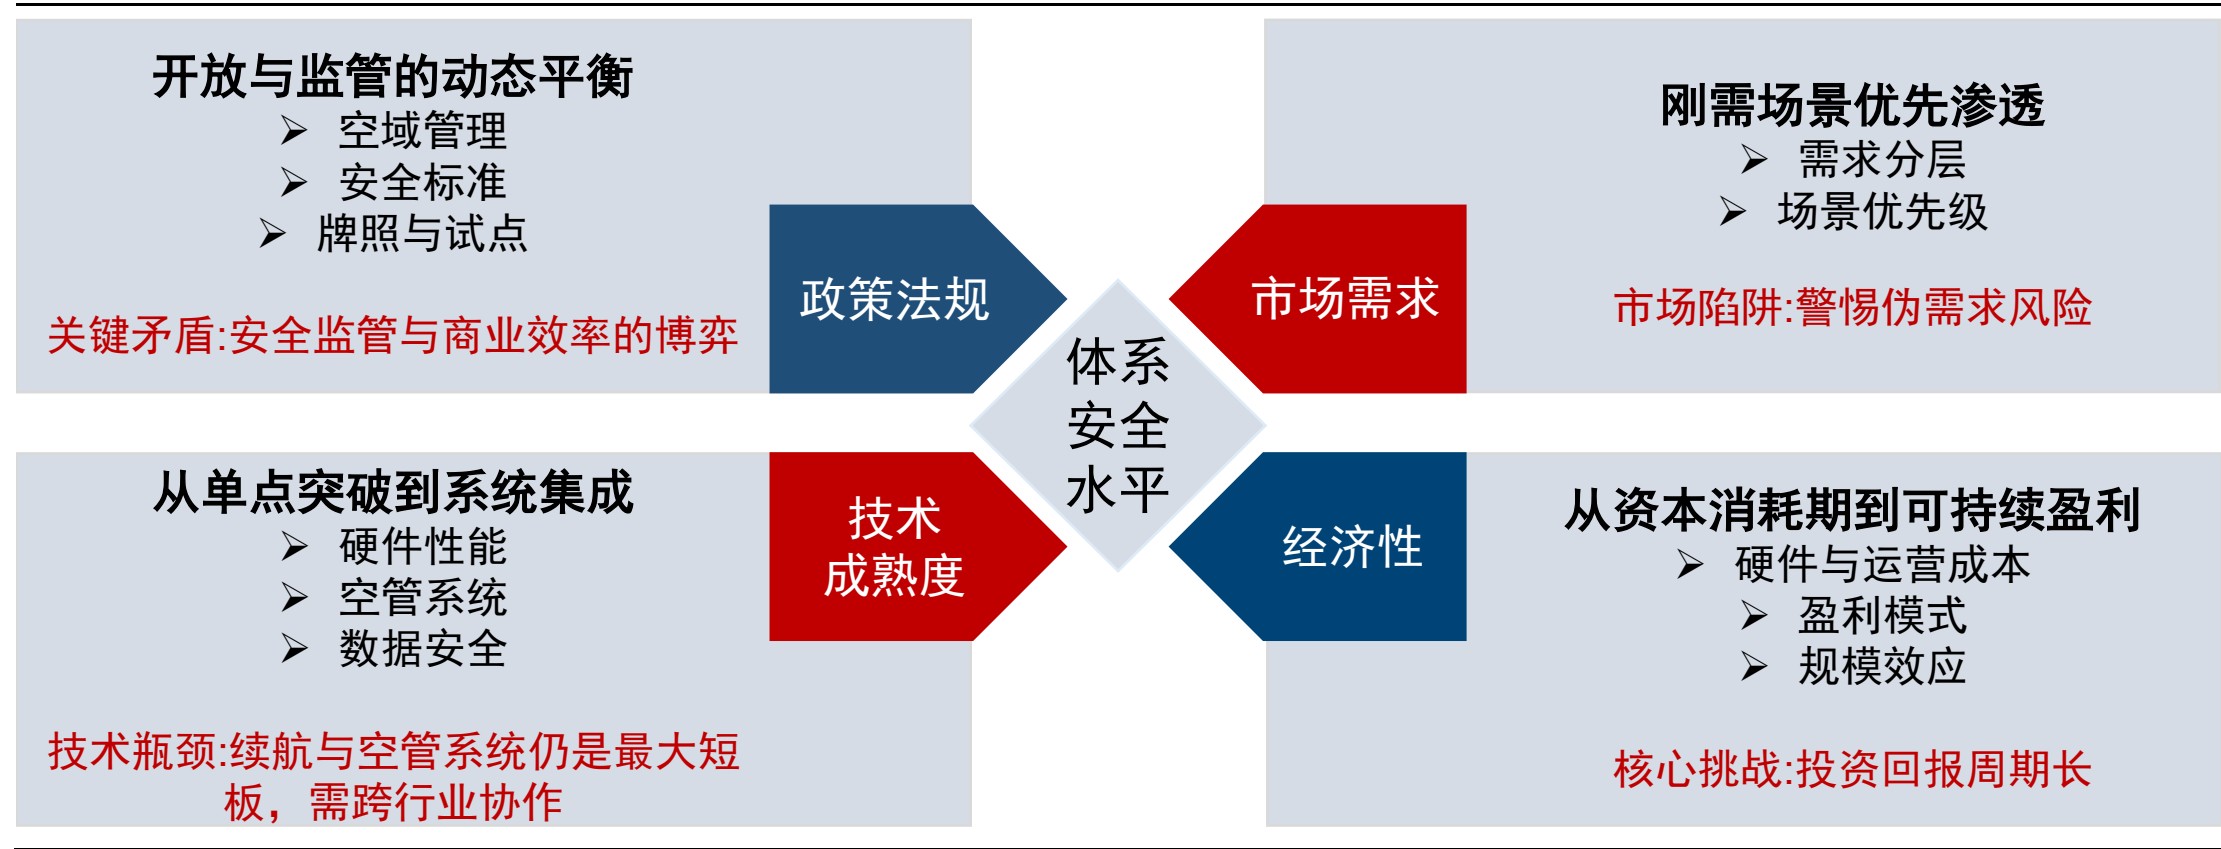 开放与监管的动态平衡
➢ 空域管理
➢ 安全标准
➢ 牌照与试点
关键矛盾:安全监管与商业效率的博弈
政策法规
刚需场景优先渗透
➢ 需求分层
➢ 场景优先级
市场陷阱:警惕伪需求风险
市场需求
体系
安全
水平
从单点突破到系统集成
➢ 硬件性能
➢ 空管系统
➢ 数据安全
技术瓶颈:续航与空管系统仍是最大短
板，需跨行业协作
技术
成熟度
从资本消耗期到可持续盈利
➢ 硬件与运营成本
➢ 盈利模式
➢ 规模效应
核心挑战:投资回报周期长
经济性